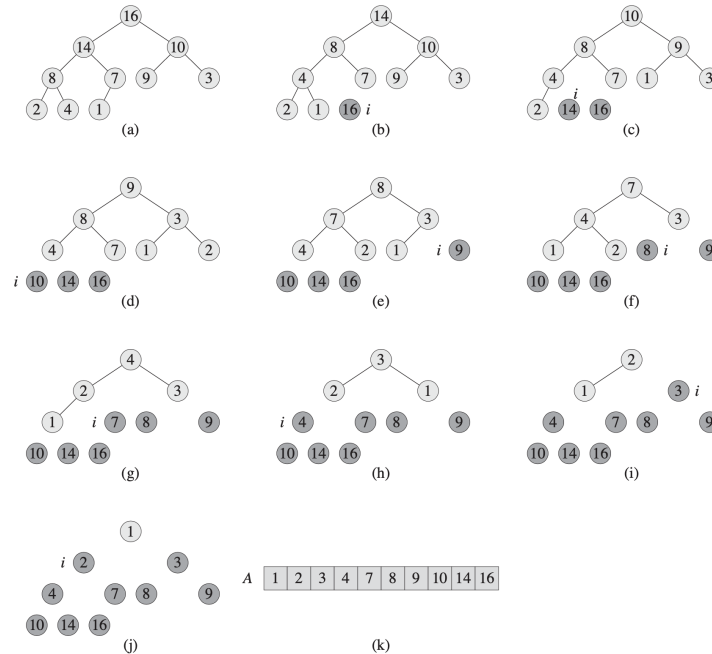 16
14 10
8 7 9 3
2 4 1
(a)
14
8 10
4 7 9 3
2 1 16 i
(b)
10
8 9
4 7 1 3
i
2 14 16
(c)
9
8 3
4 7 1 2
i 10 14 16
(d)
8
7 3
4 2 1 i 9
10 14 16
(e)
7
4 3
1 2 8 i 9
10 14 16
(f)
4
2 3
1 i 7 8 9
10 14 16
(g)
3
2 1
i 4 7 8 9
10 14 16
(h)
2
1 3 i
4 7 8 9
10 14 16
(i)
1
i 2 3
4 7 8 9
10 14 16
(j)
A 1 2 3 4 7 8 9 10 14 16
(k)